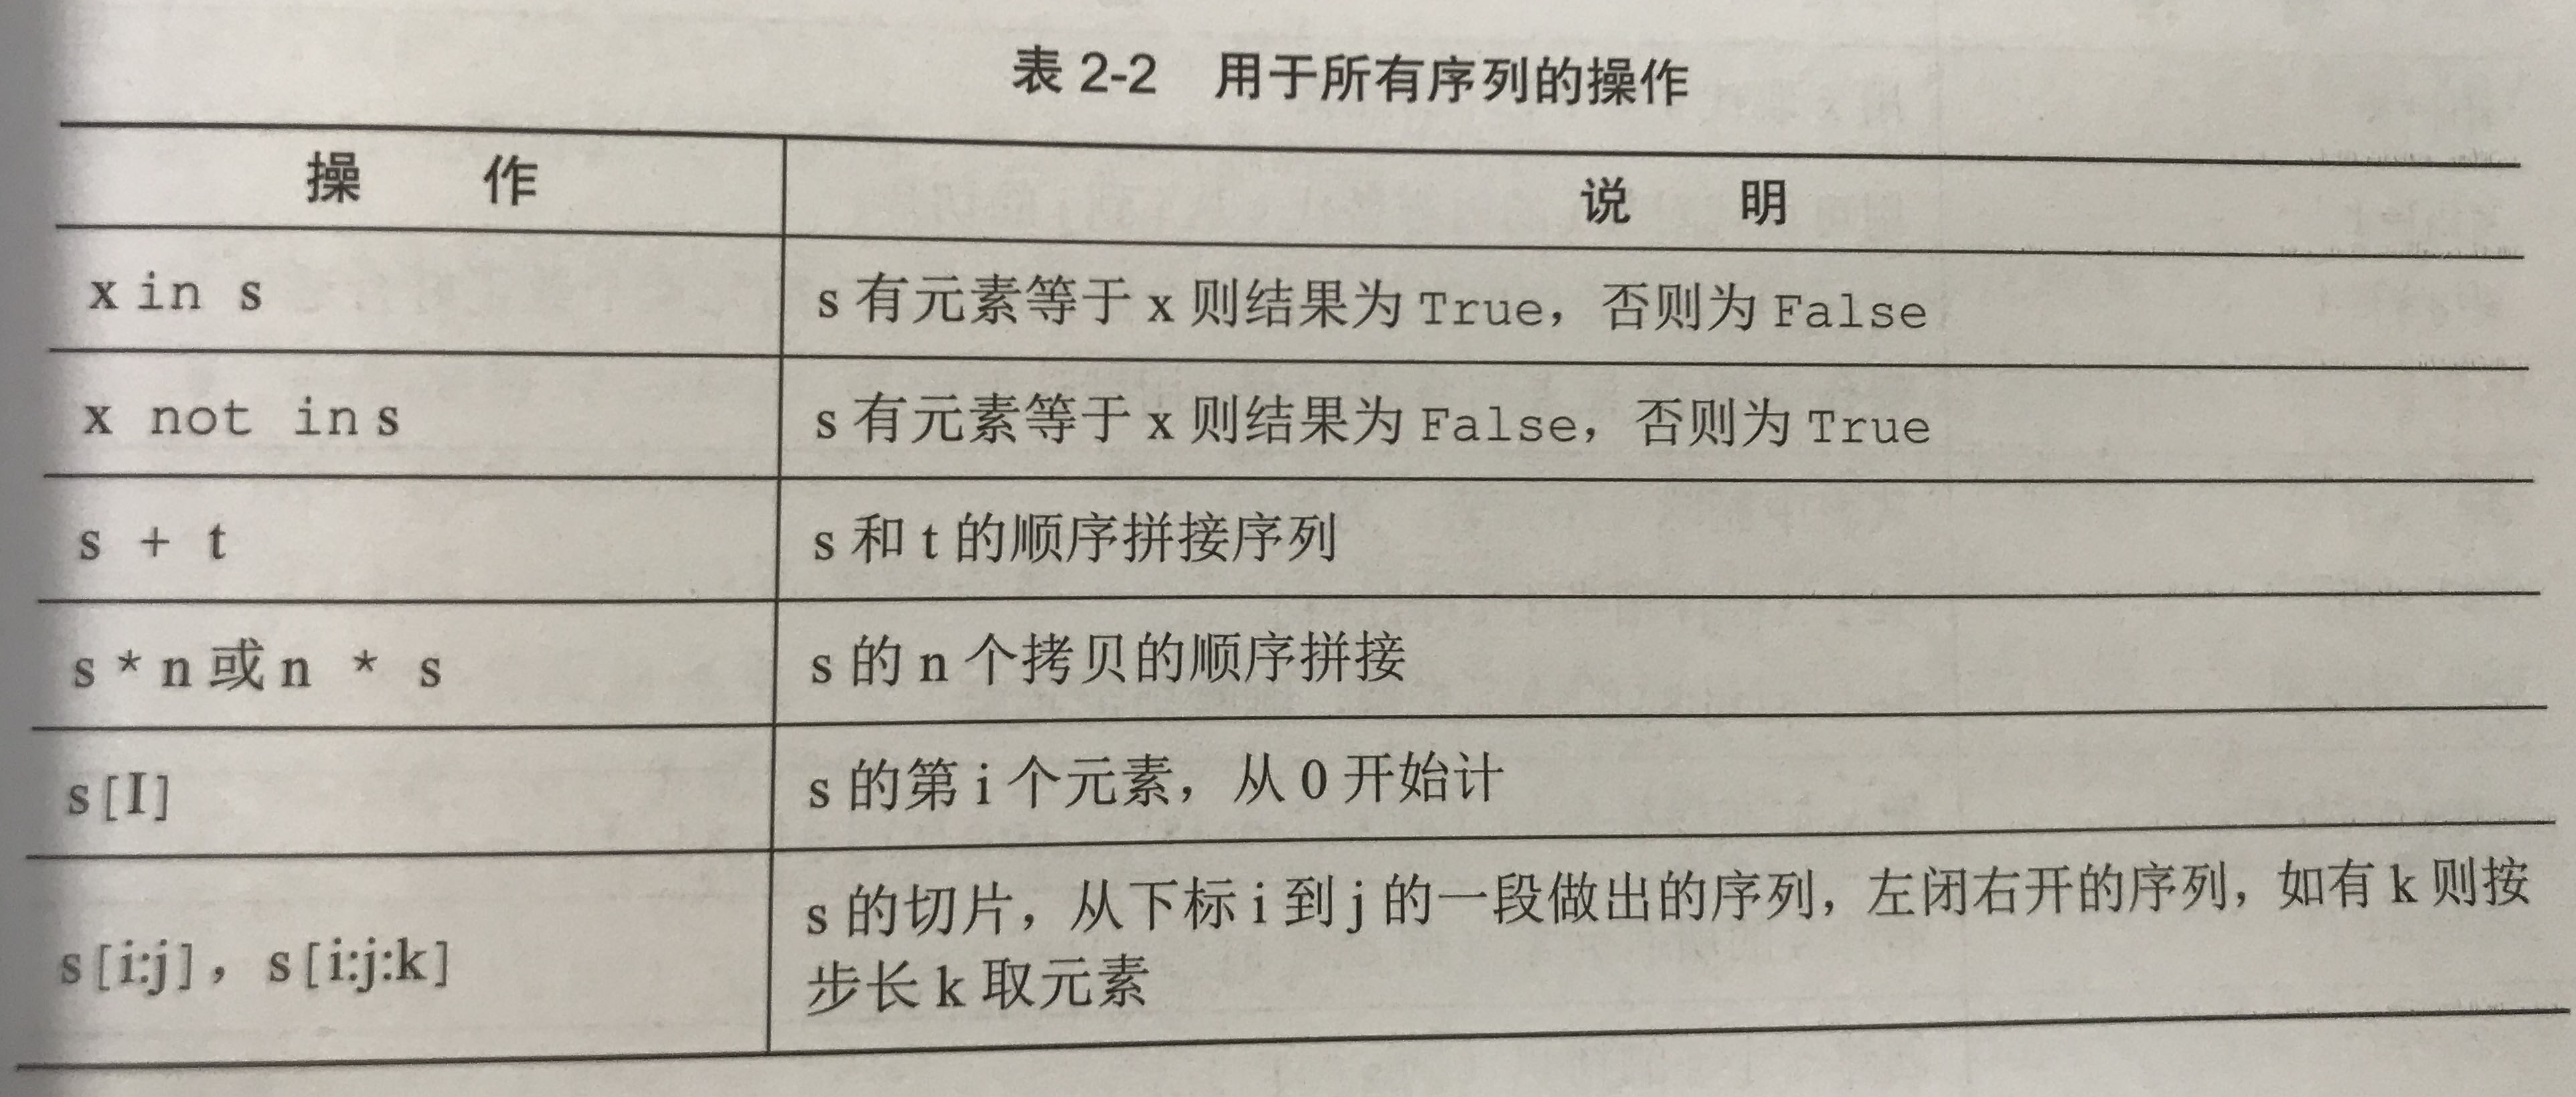 表 2-2　用于所有序列的操作
操　作　说　明
x in s　s 有元素等于 x 则结果为 True，否则为 False
x not in s　s 有元素等于 x 则结果为 False，否则为 True
s + t　s 和 t 的顺序拼接序列
s * n 或 n * s　s 的 n 个拷贝的顺序拼接
s[I]　s 的第 i 个元素，从 0 开始计
s[i:j]，s[i:j:k]　s 的切片，从下标 i 到 j 的一段做出的序列，左闭右开的序列，如有 k 则按
步长 k 取元素